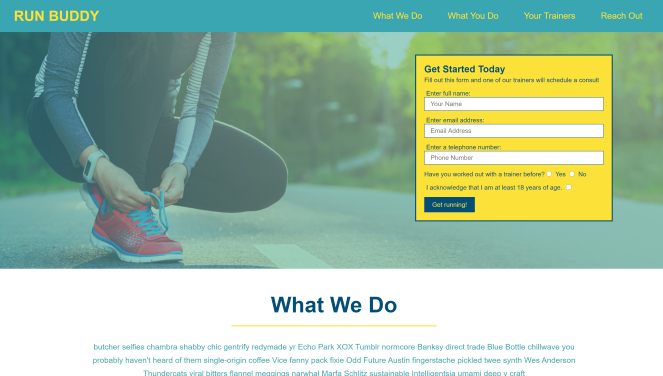 RUN BUDDY
What We Do What You Do Your Trainers Reach Out
Get Started Today
Fill out this form and one of our trainers will schedule a consult
Enter full name:
Your Name
Enter email address:
Email Address
Enter a telephone number:
Phone Number
Have you worked out with a trainer before? Yes No
I acknowledge that I am at least 18 years of age.
Get running!
What We Do
butcher selfies chambra shabby chic gentrify redymade yr Echo Park XOX Tumblr normcore Banksy direct trade Blue Bottle chillwave you
probably haven't heard of them single-origin coffee Vice fanny pack fixie Odd Future Austin fingerstache pickled twee synth Wes Anderson
Thundercats viral bitters flannel meggings narwhal Marfa Schlitz sustainable Intelligentsia umami deep v craft